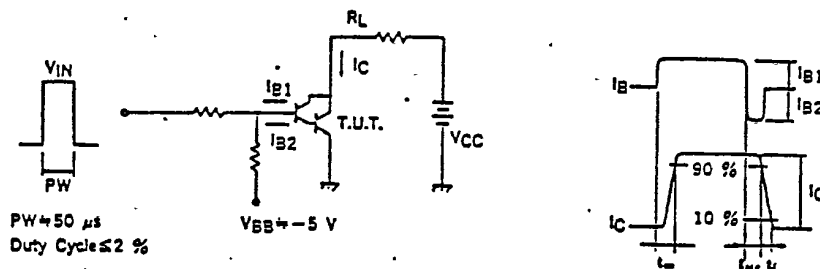 RL
VIN
IC
IB1
IB2
T.U.T.
VCC
PW
VBB≒−5 V
PW≒50 μs
Duty Cycle≤2 %
IB
IB1
IB2
90 %
10 %
IC
IC